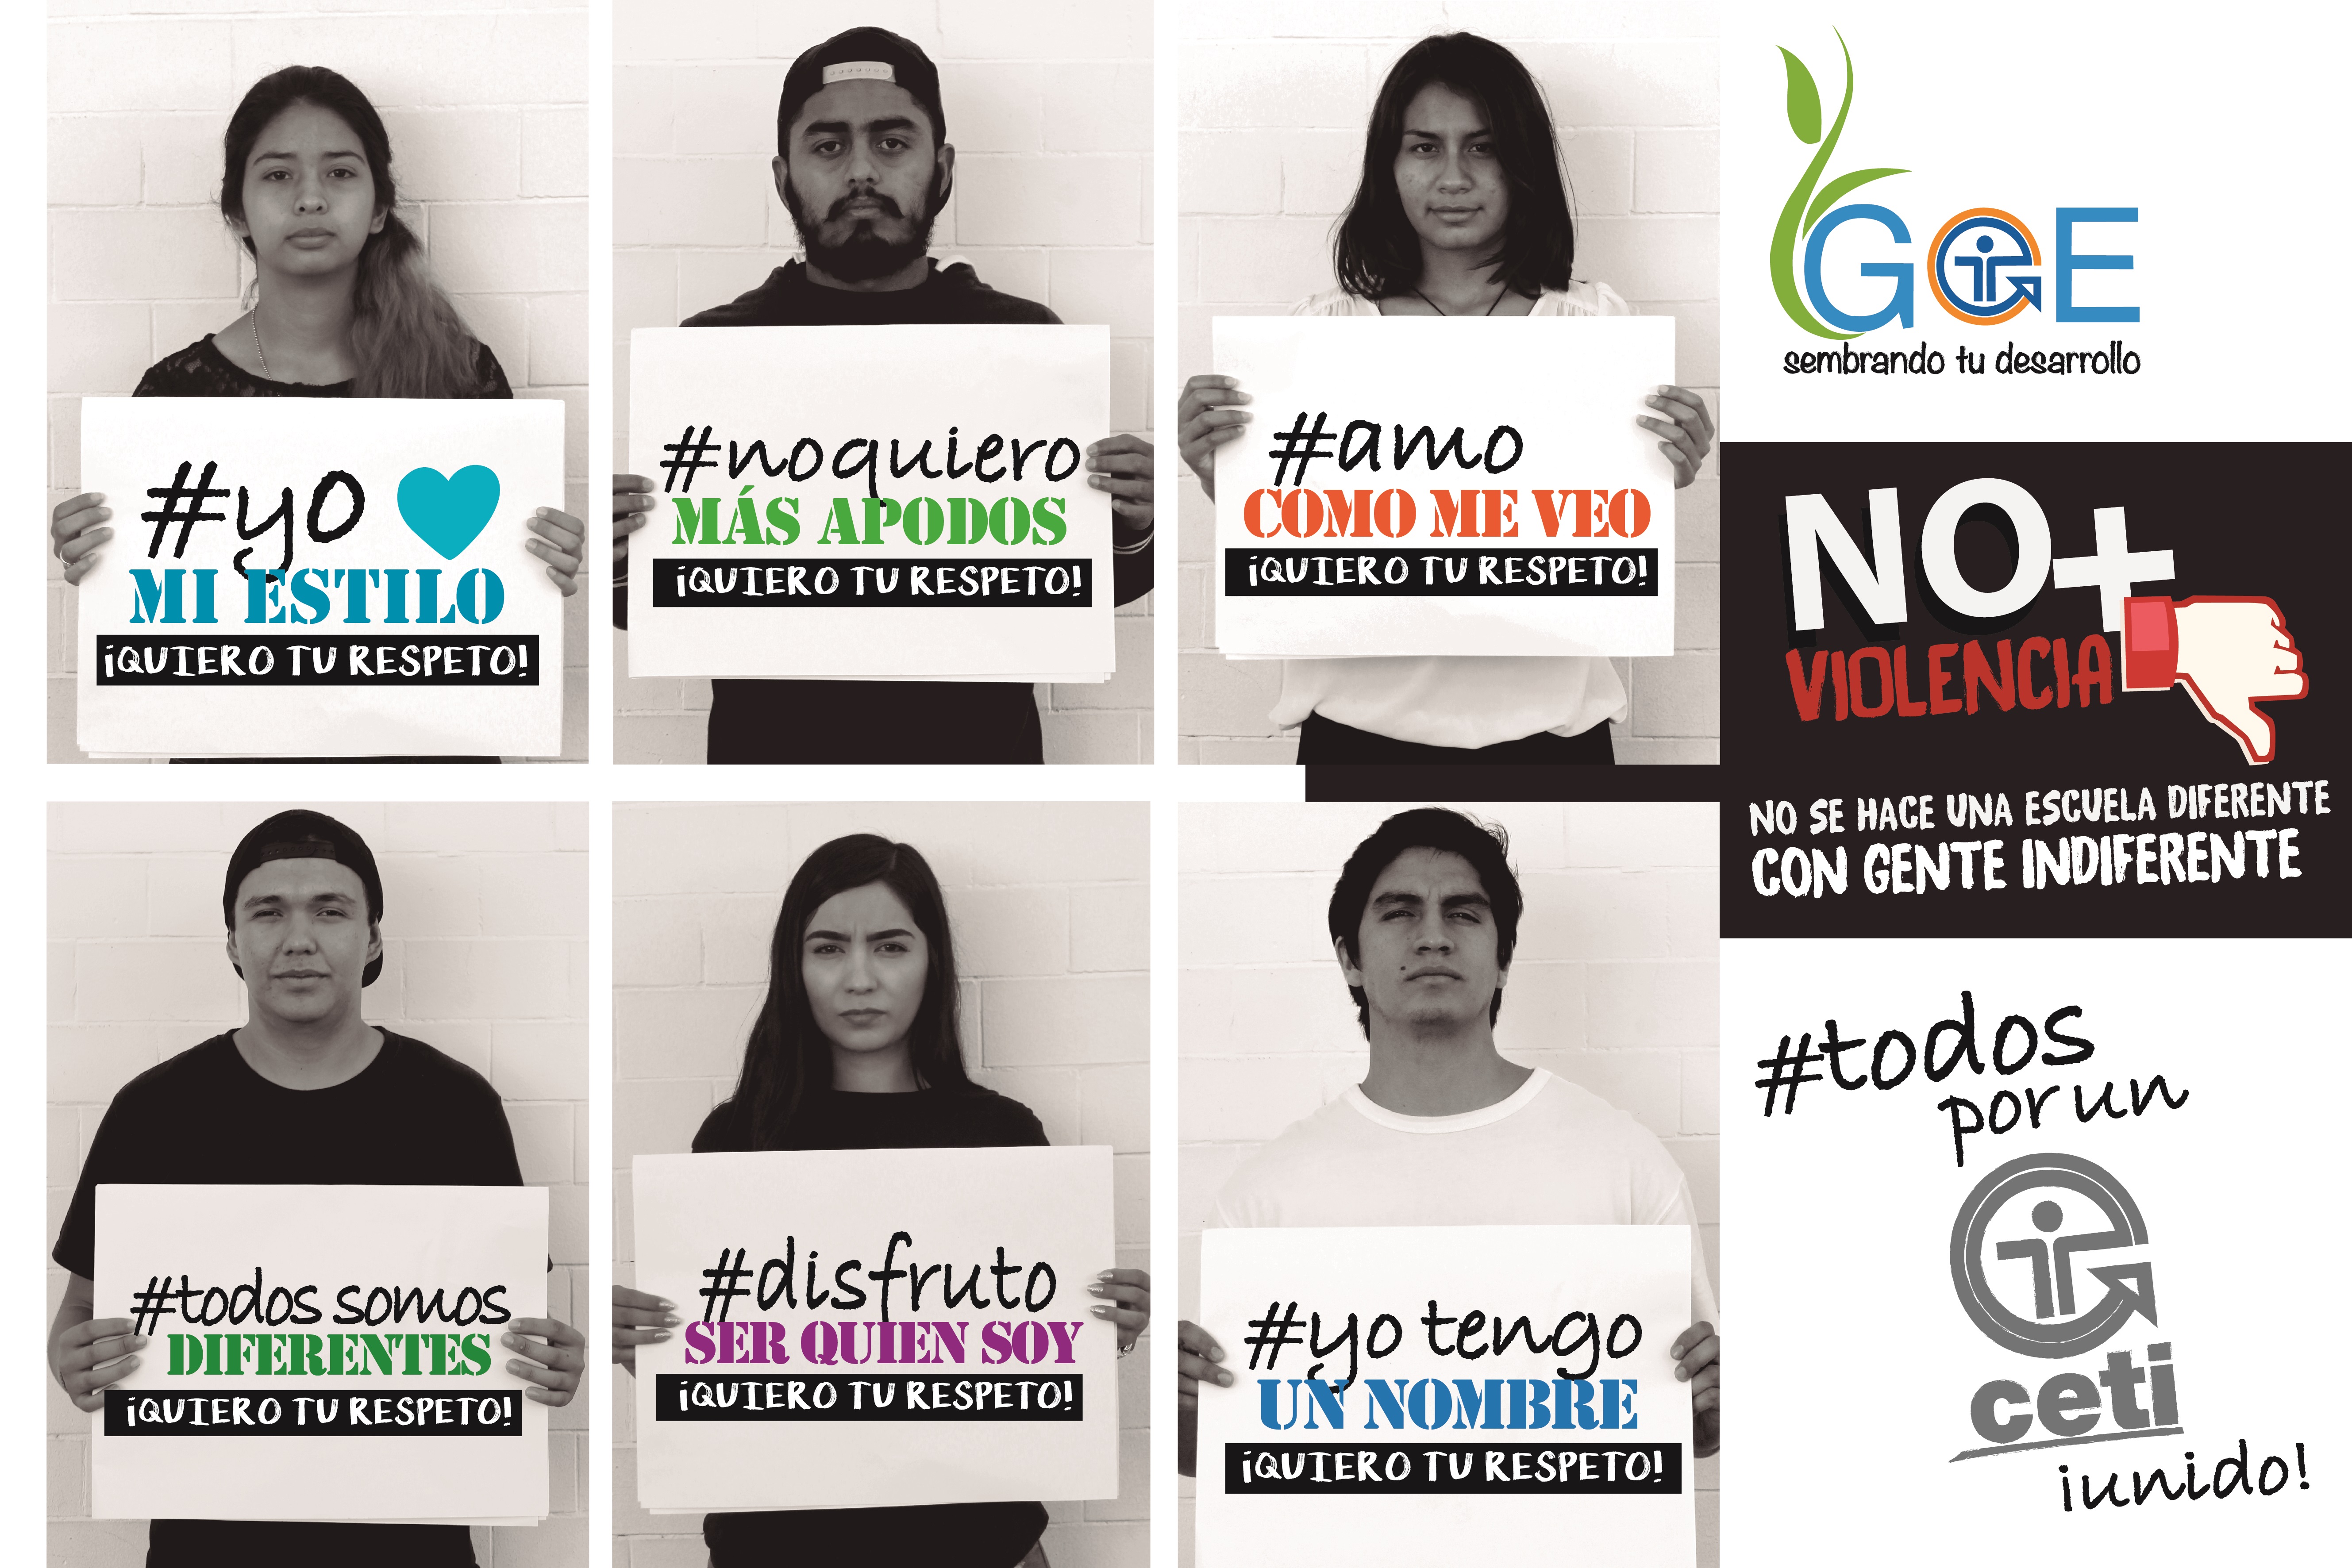 #yo
MI ESTILO
¡QUIERO TU RESPETO!
#noquiero
MÁS APODOS
¡QUIERO TU RESPETO!
#amo
COMO ME VEO
¡QUIERO TU RESPETO!
GOE
sembrando tu desarrollo
NO+
VIOLENCIA
NO SE HACE UNA ESCUELA DIFERENTE
CON GENTE INDIFERENTE
#todos somos
DIFERENTES
¡QUIERO TU RESPETO!
#disfruto
SER QUIEN SOY
¡QUIERO TU RESPETO!
#yo tengo
UN NOMBRE
¡QUIERO TU RESPETO!
#todos
por un
ceti
¡unido!